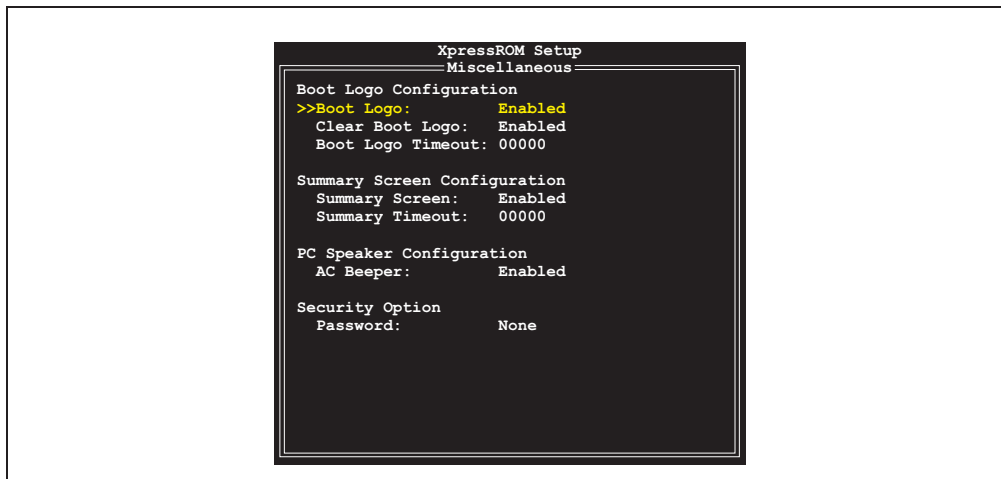 XpressROM Setup
Miscellaneous
Boot Logo Configuration
>>Boot Logo: Enabled
Clear Boot Logo: Enabled
Boot Logo Timeout: 00000
Summary Screen Configuration
Summary Screen: Enabled
Summary Timeout: 00000
PC Speaker Configuration
AC Beeper: Enabled
Security Option
Password: None